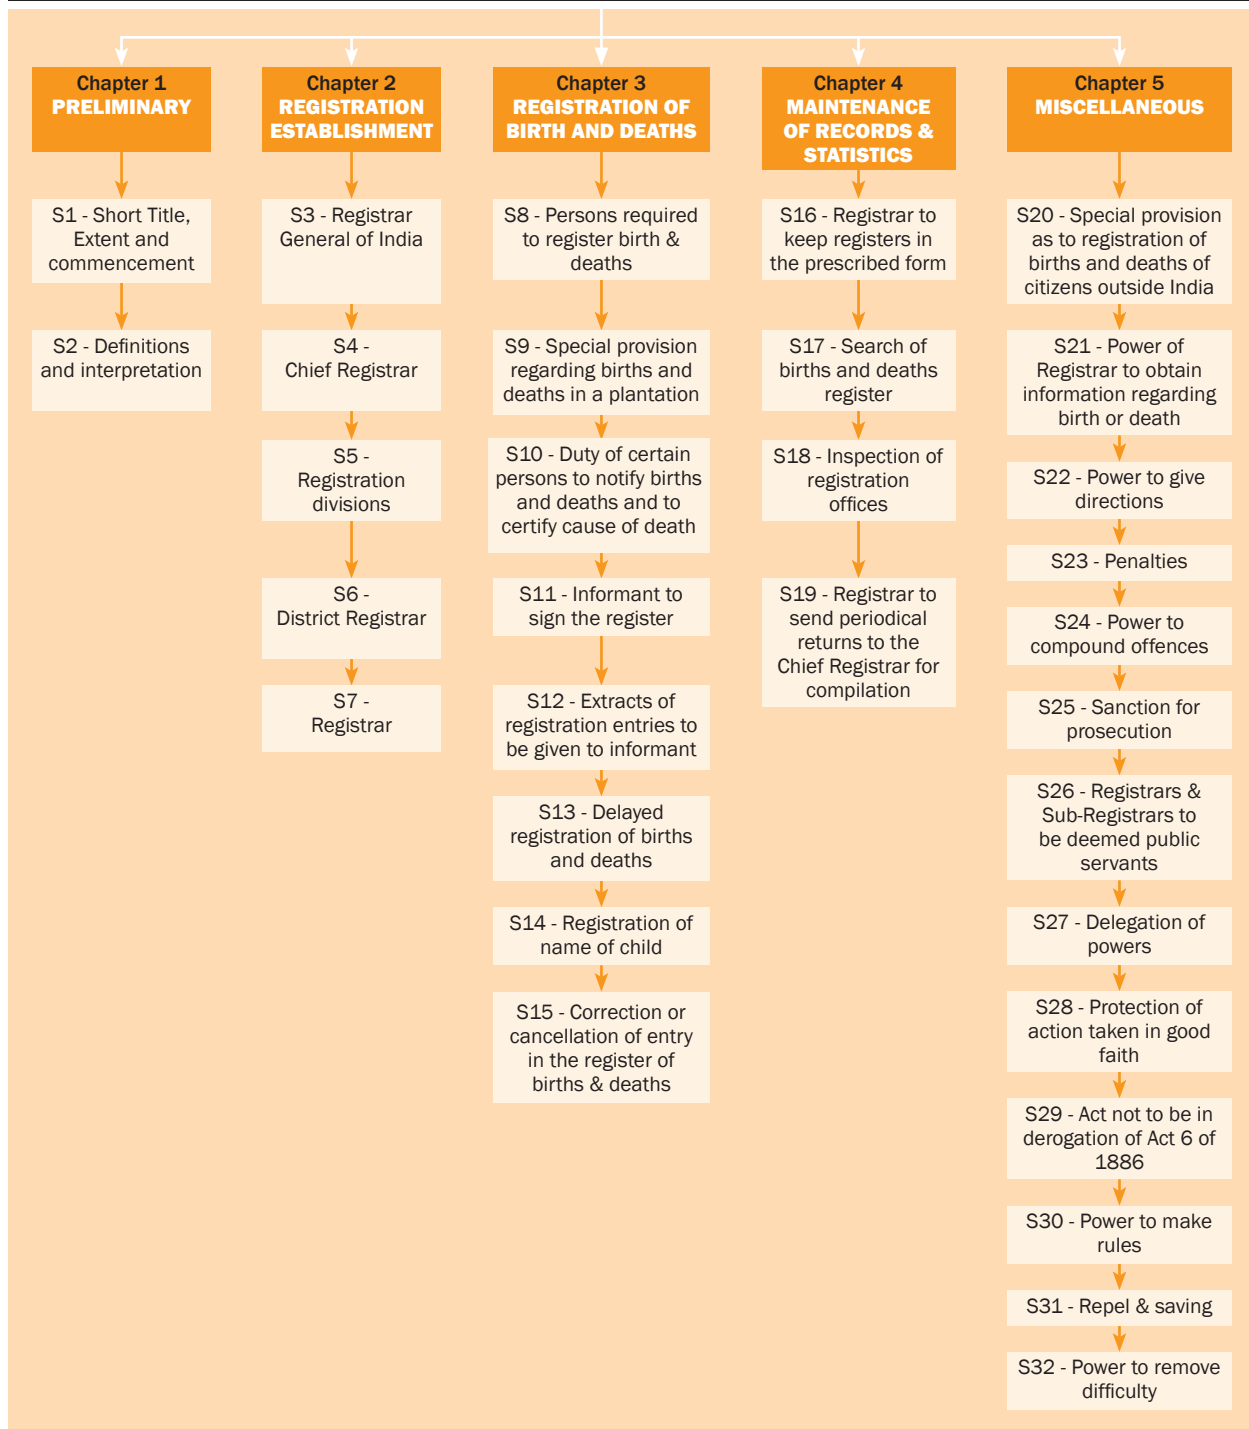 Chapter 1
PRELIMINARY
S1 - Short Title,
Extent and
commencement
S2 - Definitions
and interpretation
Chapter 2
REGISTRATION
ESTABLISHMENT
S3 - Registrar
General of India
S4 -
Chief Registrar
S5 -
Registration
divisions
S6 -
District Registrar
S7 -
Registrar
Chapter 3
REGISTRATION OF
BIRTH AND DEATHS
S8 - Persons required
to register birth &
deaths
S9 - Special provision
regarding births and
deaths in a plantation
S10 - Duty of certain
persons to notify births
and deaths and to
certify cause of death
S11 - Informant to
sign the register
S12 - Extracts of
registration entries to
be given to informant
S13 - Delayed
registration of births
and deaths
S14 - Registration of
name of child
S15 - Correction or
cancellation of entry
in the register of
births & deaths
Chapter 4
MAINTENANCE
OF RECORDS &
STATISTICS
S16 - Registrar to
keep registers in
the prescribed form
S17 - Search of
births and deaths
register
S18 - Inspection of
registration
offices
S19 - Registrar to
send periodical
returns to the
Chief Registrar for
compilation
Chapter 5
MISCELLANEOUS
S20 - Special provision
as to registration of
births and deaths of
citizens outside India
S21 - Power of
Registrar to obtain
information regarding
birth or death
S22 - Power to give
directions
S23 - Penalties
S24 - Power to
compound offences
S25 - Sanction for
prosecution
S26 - Registrars &
Sub-Registrars to
be deemed public
servants
S27 - Delegation of
powers
S28 - Protection of
action taken in good
faith
S29 - Act not to be in
derogation of Act 6 of
1886
S30 - Power to make
rules
S31 - Repel & saving
S32 - Power to remove
difficulty